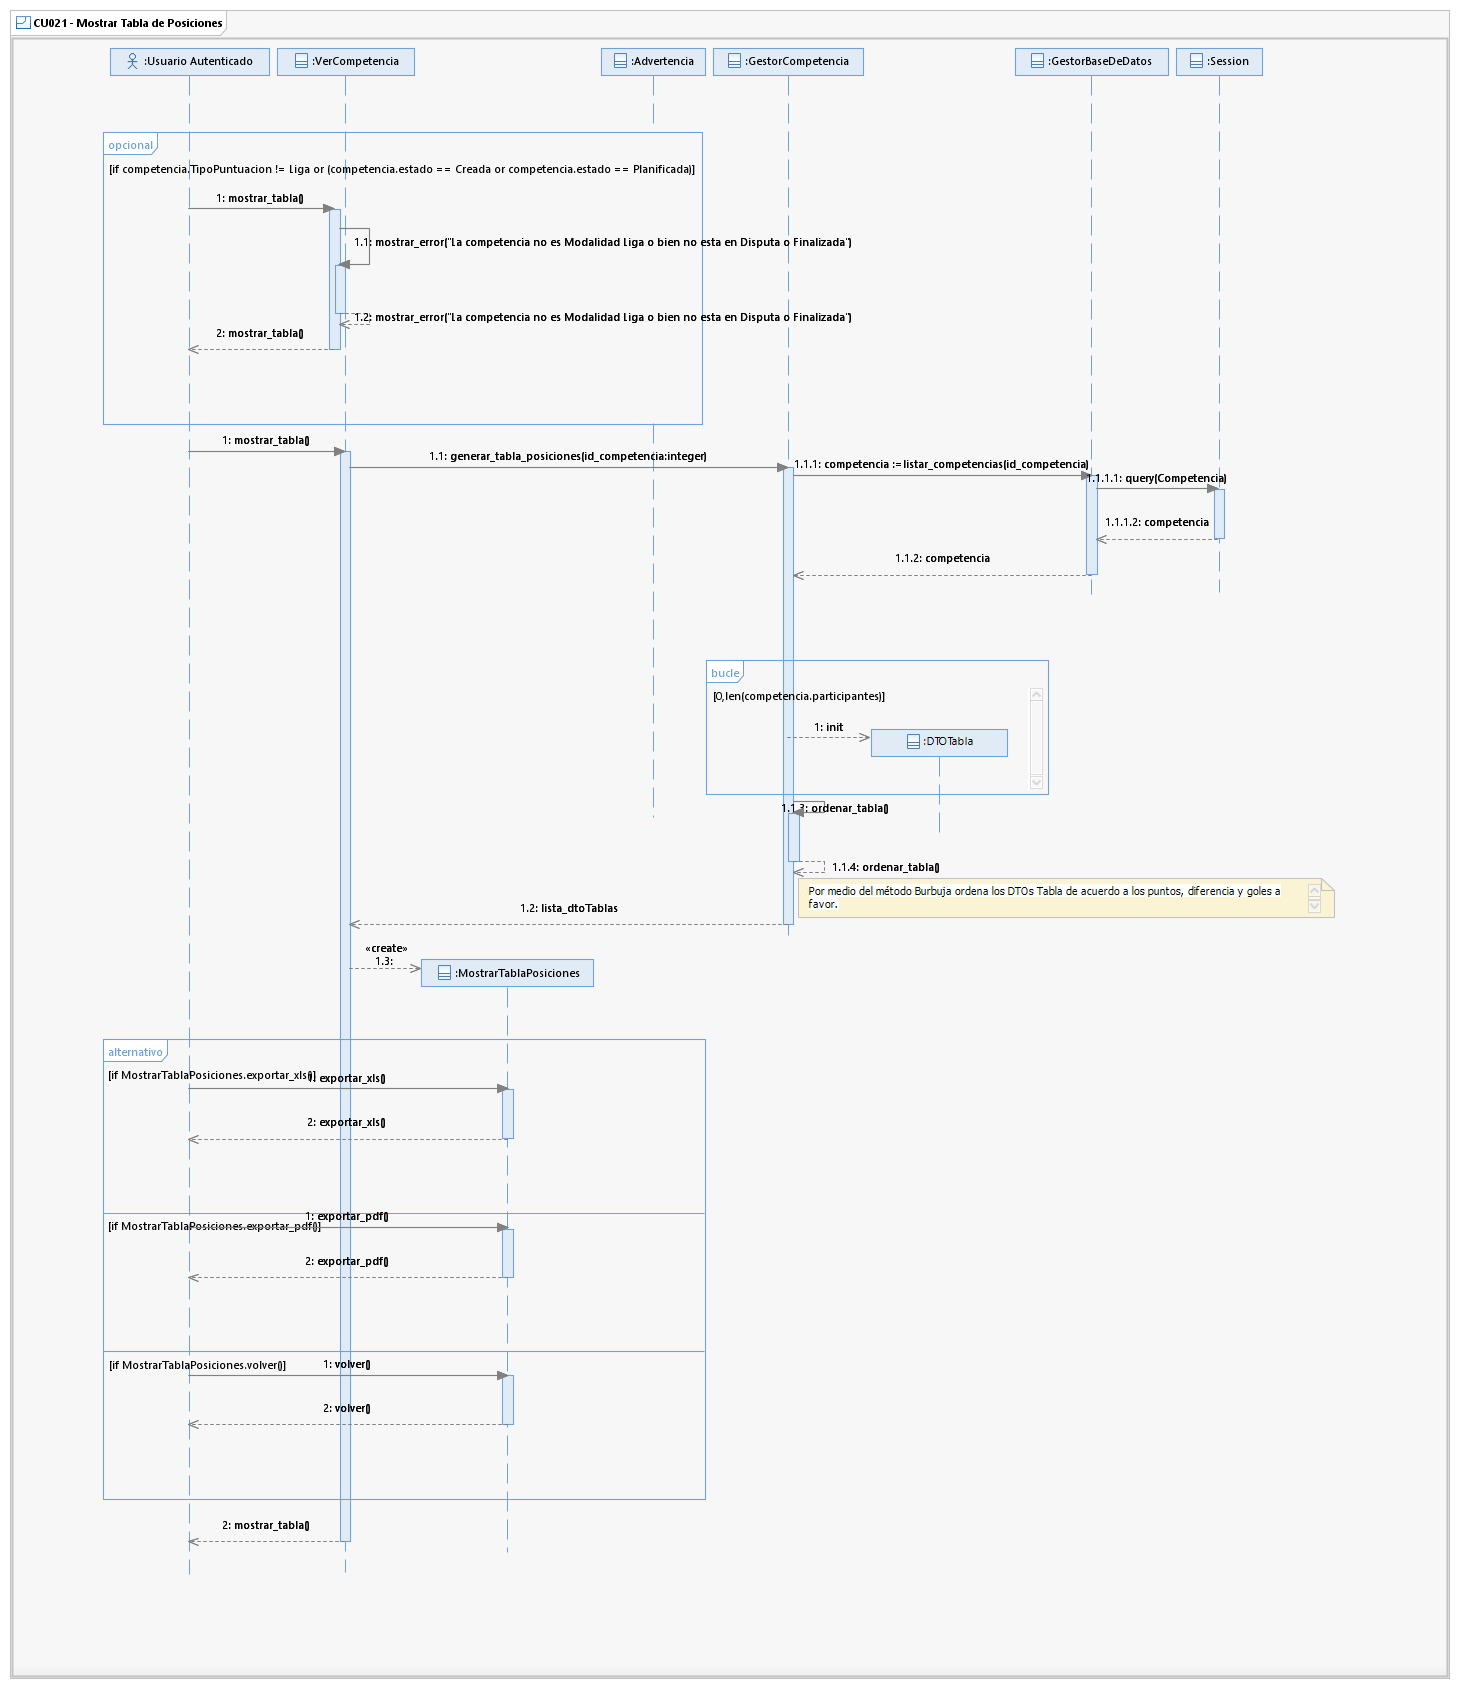 CU021 - Mostrar Tabla de Posiciones
:Usuario Autenticado
:VerCompetencia
:Advertencia
:GestorCompetencia
:GestorBaseDeDatos
:Session
opcional
[if competencia.TipoPuntuacion != Liga or (competencia.estado == Creada or competencia.estado == Planificada)]
1: mostrar_tabla()
1.1: mostrar_error("La competencia no es Modalidad Liga o bien no esta en Disputa o Finalizada")
1.2: mostrar_error("La competencia no es Modalidad Liga o bien no esta en Disputa o Finalizada")
2: mostrar_tabla()
1: mostrar_tabla()
1.1: generar_tabla_posiciones(id_competencia:integer)
1.1.1: competencia := listar_competencias(id_competencia)
1.1.1.1: query(Competencia)
1.1.1.2: competencia
1.1.2: competencia
bucle
[0,len(competencia.participantes)]
1: init
:DTOTabla
1.1.3: ordenar_tabla()
1.1.4: ordenar_tabla()
Por medio del método Burbuja ordena los DTOs Tabla de acuerdo a los puntos, diferencia y goles a
favor.
1.2: lista_dtoTablas
«create»
1.3:
:MostrarTablaPosiciones
alternativo
[if MostrarTablaPosiciones.exportar_xls()]
1: exportar_xls()
2: exportar_xls()
1: exportar_pdf()
[if MostrarTablaPosiciones.exportar_pdf()]
2: exportar_pdf()
[if MostrarTablaPosiciones.volver()]
1: volver()
2: volver()
2: mostrar_tabla()